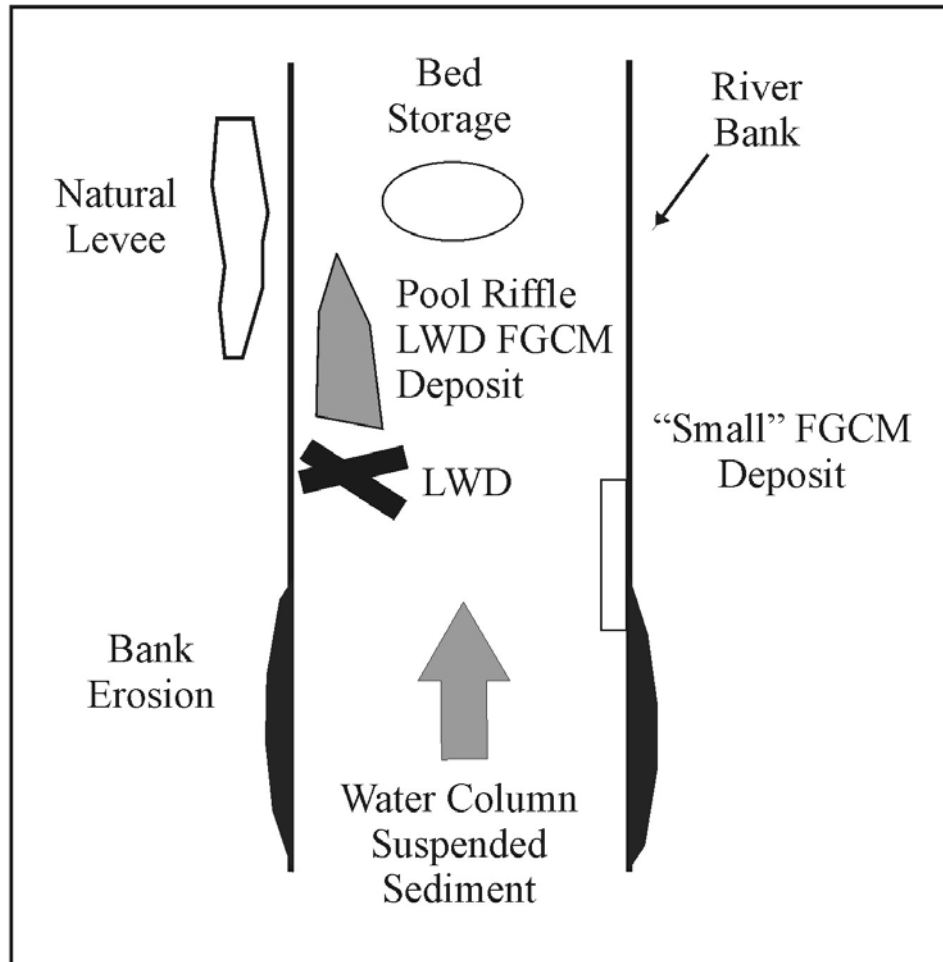 Bed
Storage
River
Bank
Natural
Levee
Pool Riffle
LWD FGCM
Deposit
“Small” FGCM
Deposit
LWD
Bank
Erosion
Water Column
Suspended
Sediment